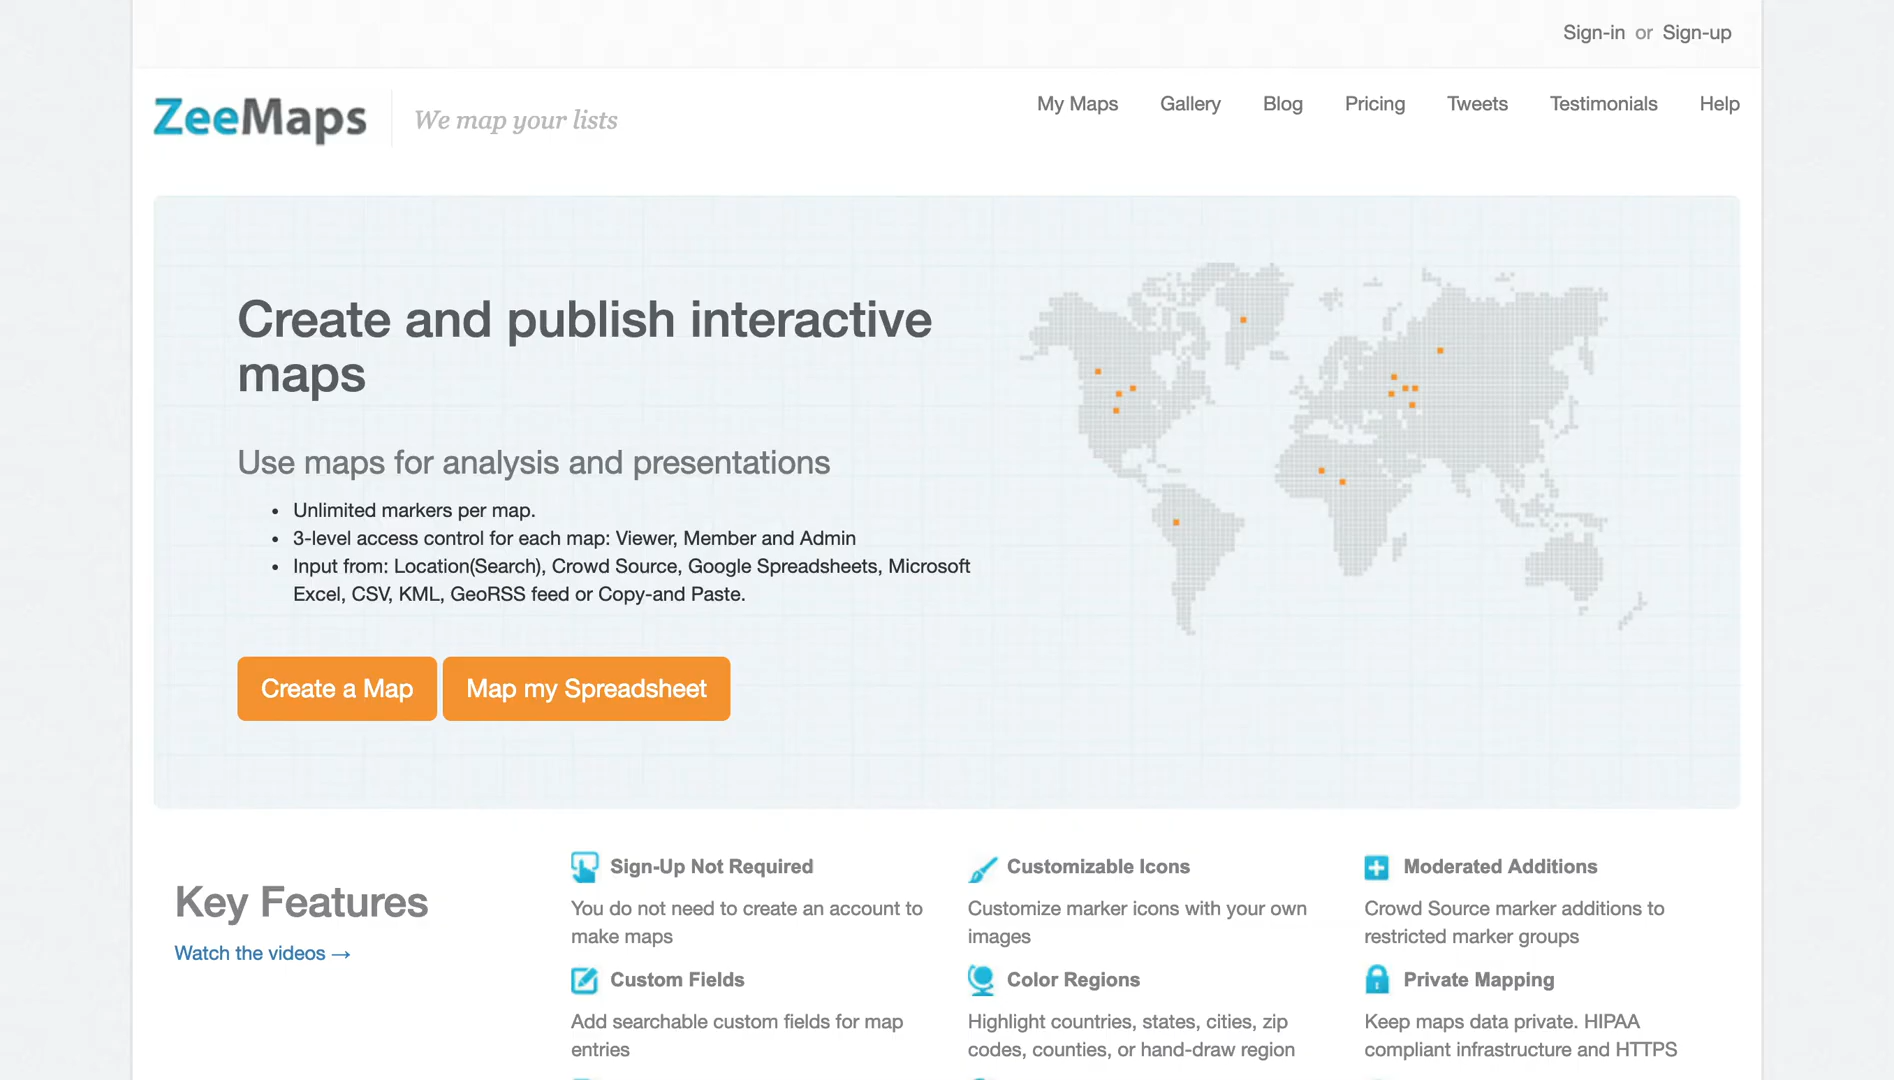 Sign-in or Sign-up
ZeeMaps
We map your lists
My Maps
Gallery
Blog
Pricing
Tweets
Testimonials
Help
Create and publish interactive
maps
Use maps for analysis and presentations
• Unlimited markers per map.
• 3-level access control for each map: Viewer, Member and Admin
• Input from: Location(Search), Crowd Source, Google Spreadsheets, Microsoft
Excel, CSV, KML, GeoRSS feed or Copy-and Paste.
Create a Map
Map my Spreadsheet
Key Features
Watch the videos →
Sign-Up Not Required
You do not need to create an account to
make maps
Customizable Icons
Customize marker icons with your own
images
Moderated Additions
Crowd Source marker additions to
restricted marker groups
Custom Fields
Add searchable custom fields for map
entries
Color Regions
Highlight countries, states, cities, zip
codes, counties, or hand-draw region
Private Mapping
Keep maps data private. HIPAA
compliant infrastructure and HTTPS